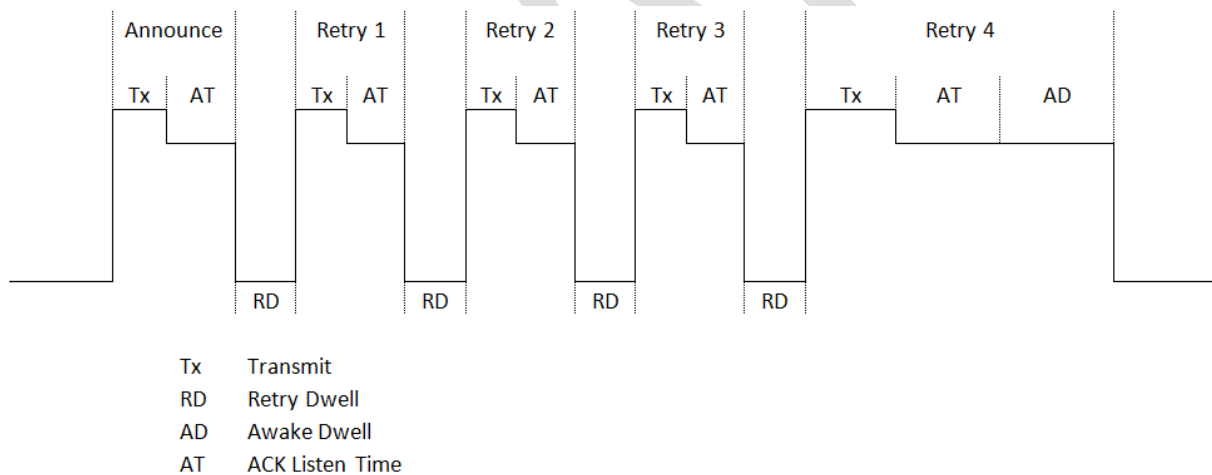 Announce Retry 1 Retry 2 Retry 3 Retry 4
Tx AT Tx AT Tx AT Tx AT Tx AT AD
RD RD RD RD
Tx Transmit
RD Retry Dwell
AD Awake Dwell
AT ACK Listen Time